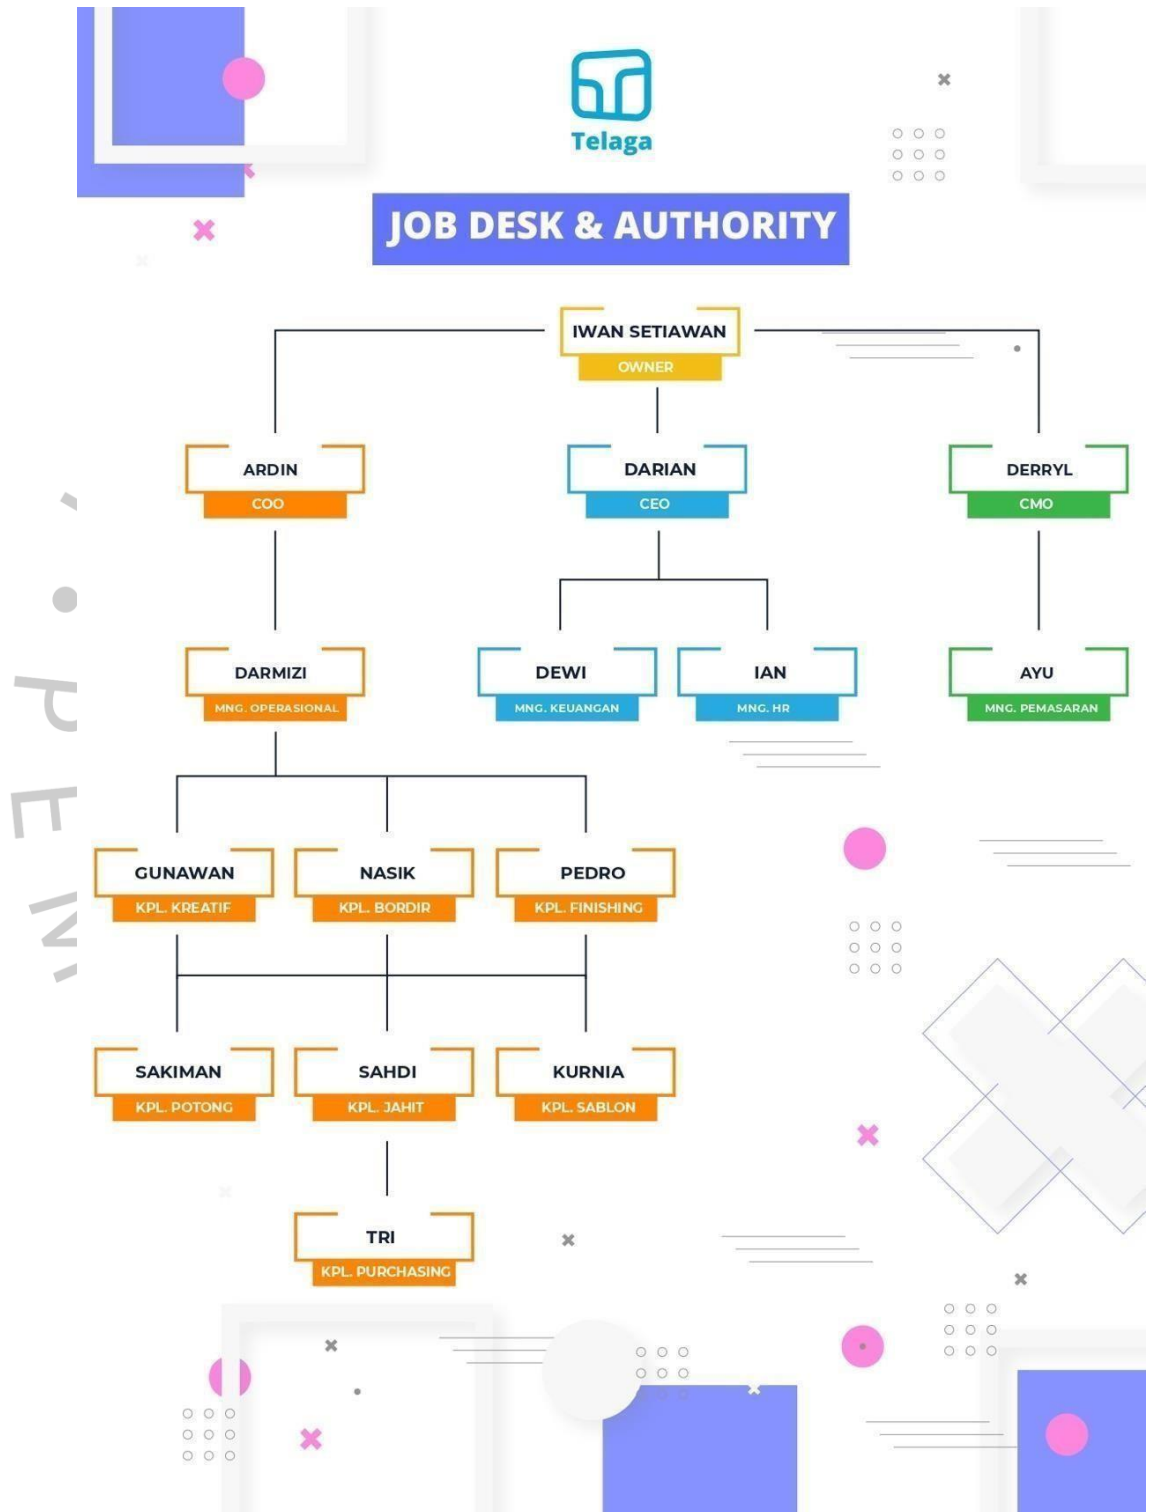 Telaga
JOB DESK & AUTHORITY
IWAN SETIAWAN
OWNER
ARDIN
COO
DARIAN
CEO
DERRYL
CMO
DARMIZI
MNG. OPERASIONAL
DEWI
MNG. KEUANGAN
IAN
MNG. HR
AYU
MNG. PEMASARAN
GUNAWAN
KPL. KREATIF
NASIK
KPL. BORDIR
PEDRO
KPL. FINISHING
SAKIMAN
KPL. POTONG
SAHDI
KPL. JAHIT
KURNIA
KPL. SABLON
TRI
KPL. PURCHASING
P E